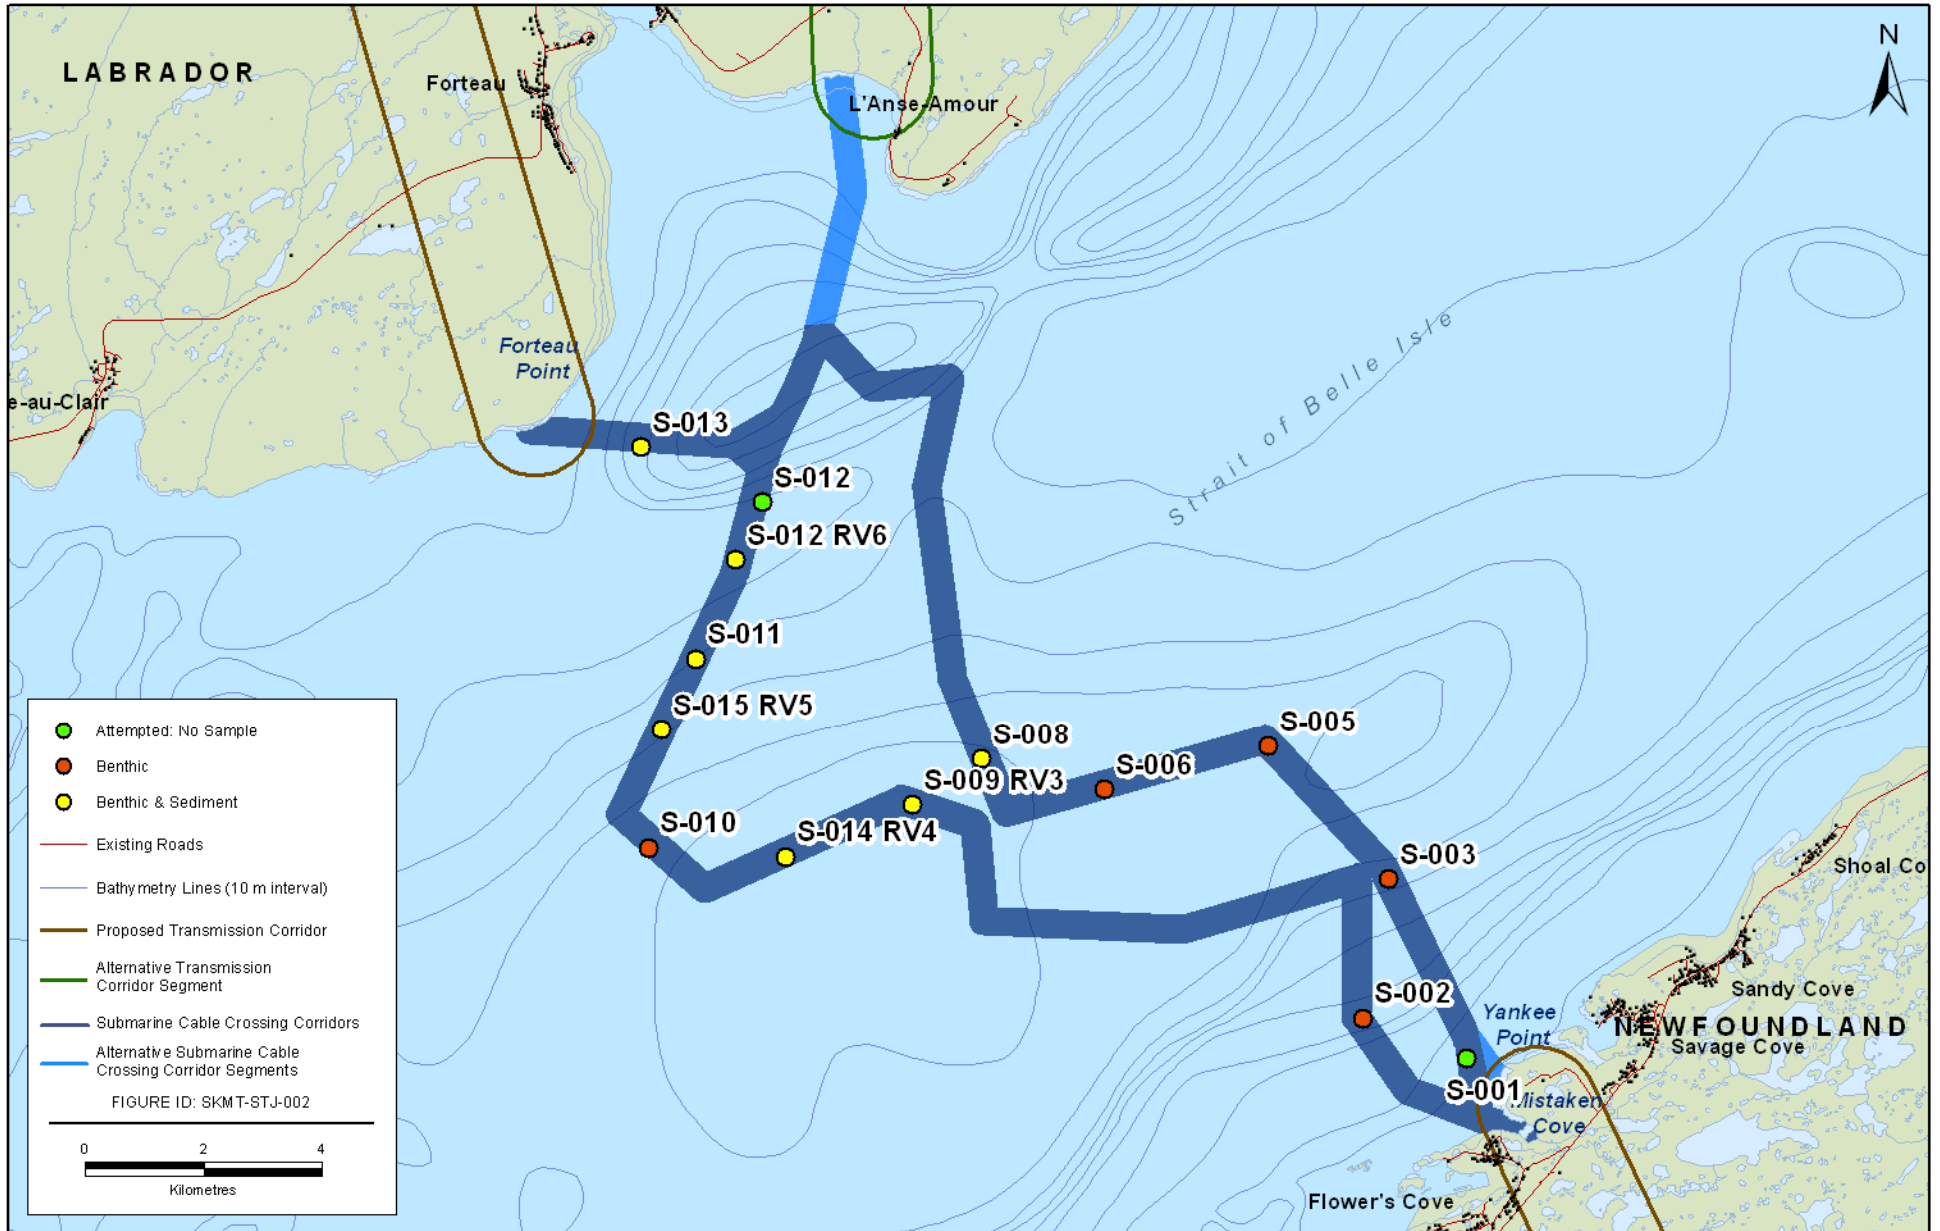 N
LABRADOR
Forteau
L'Anse-Amour
Forteau
Point
e-au-Clair
Strait of Belle Isle
S-013
S-012
S-012 RV6
S-011
S-015 RV5
S-008
S-005
S-009 RV3
S-006
S-010
S-014 RV4
S-003
Shoal Co
S-002
Sandy Cove
Yankee
Point
NEWFOUNDLAND
Savage Cove
S-001
Mistaken
Cove
Flower's Cove
Attempted: No Sample
Benthic
Benthic & Sediment
Existing Roads
Bathymetry Lines (10 m interval)
Proposed Transmission Corridor
Alternative Transmission
Corridor Segment
Submarine Cable Crossing Corridors
Alternative Submarine Cable
Crossing Corridor Segments
FIGURE ID: SKMT-STJ-002
0 2 4
Kilometres